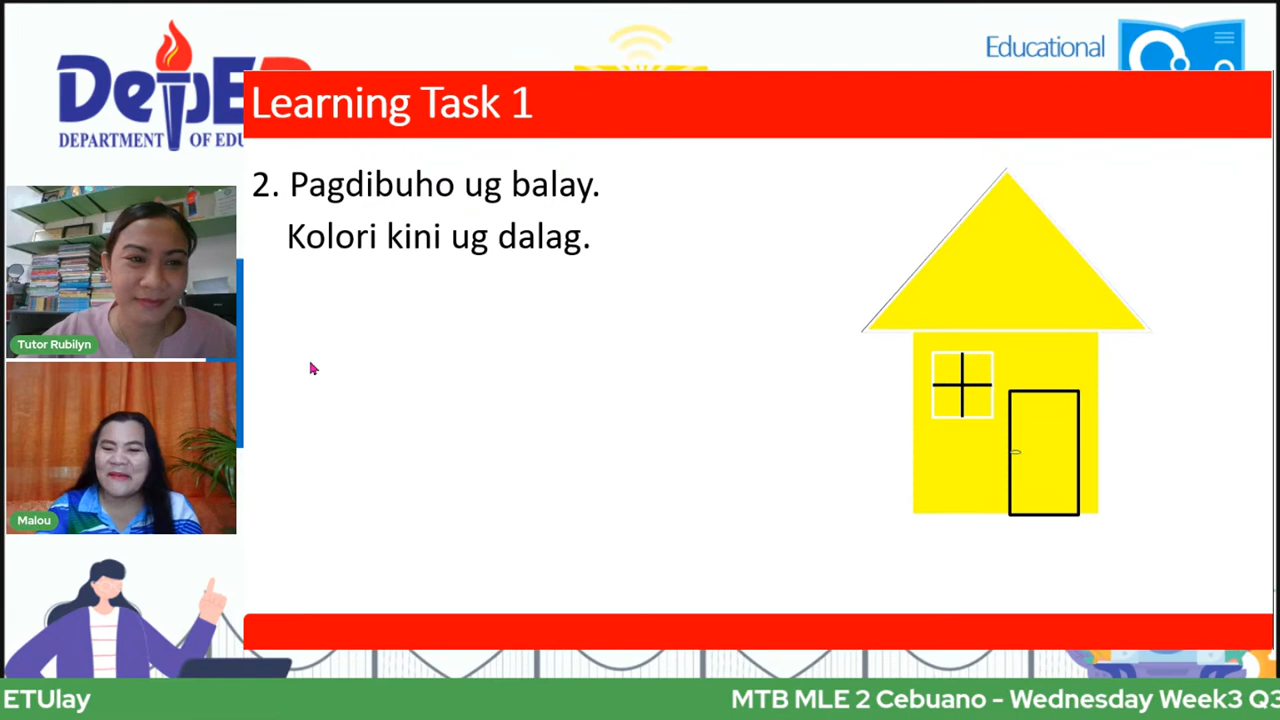 DepED
DEPARTMENT OF EDU
Educational
Learning Task 1
2. Pagdibuho ug balay.
Kolori kini ug dalag.
Tutor Rubilyn
Malou
ETUlay
MTB MLE 2 Cebuano - Wednesday Week3 Q3